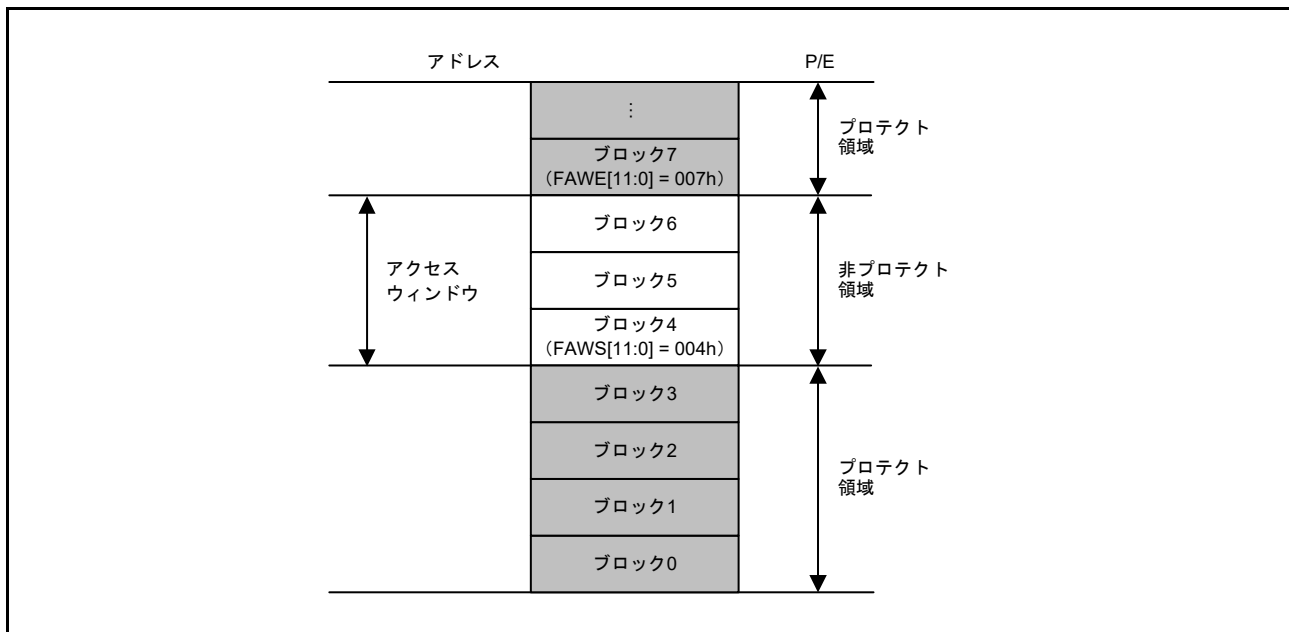 アドレス
P/E
⋮
プロテクト
領域
ブロック7
（FAWE[11:0] = 007h）
アクセス
ウィンドウ
ブロック6
ブロック5
ブロック4
（FAWS[11:0] = 004h）
非プロテクト
領域
ブロック3
ブロック2
ブロック1
ブロック0
プロテクト
領域